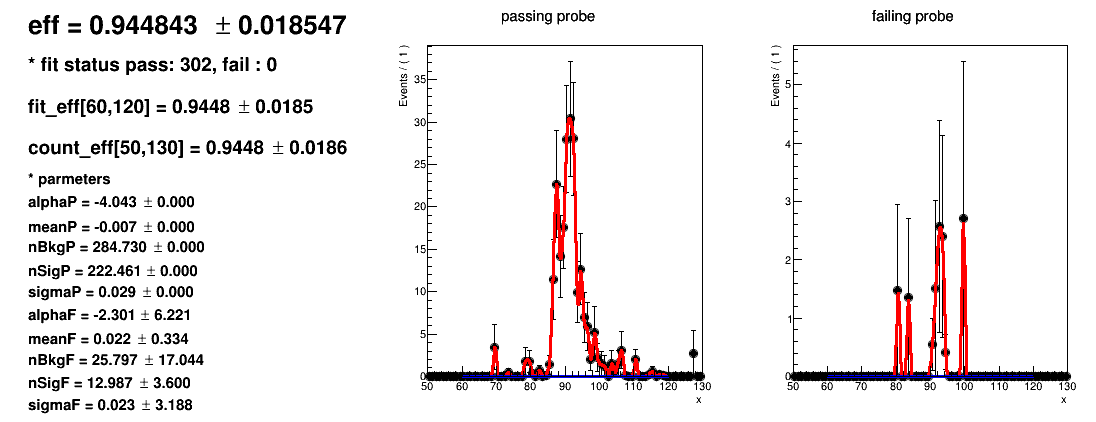 eff = 0.944843 ± 0.018547
* fit status pass: 302, fail : 0
fit_eff[60,120] = 0.9448 ± 0.0185
count_eff[50,130] = 0.9448 ± 0.0186
* parmeters
alphaP = -4.043 ± 0.000
meanP = -0.007 ± 0.000
nBkgP = 284.730 ± 0.000
nSigP = 222.461 ± 0.000
sigmaP = 0.029 ± 0.000
alphaF = -2.301 ± 6.221
meanF = 0.022 ± 0.334
nBkgF = 25.797 ± 17.044
nSigF = 12.987 ± 3.600
sigmaF = 0.023 ± 3.188
passing probe
Events / ( 1 )
35
30
25
20
15
10
5
0
50 60 70 80 90 100 110 120 130
x
failing probe
Events / ( 1 )
5
4
3
2
1
0
50 60 70 80 90 100 110 120 130
x